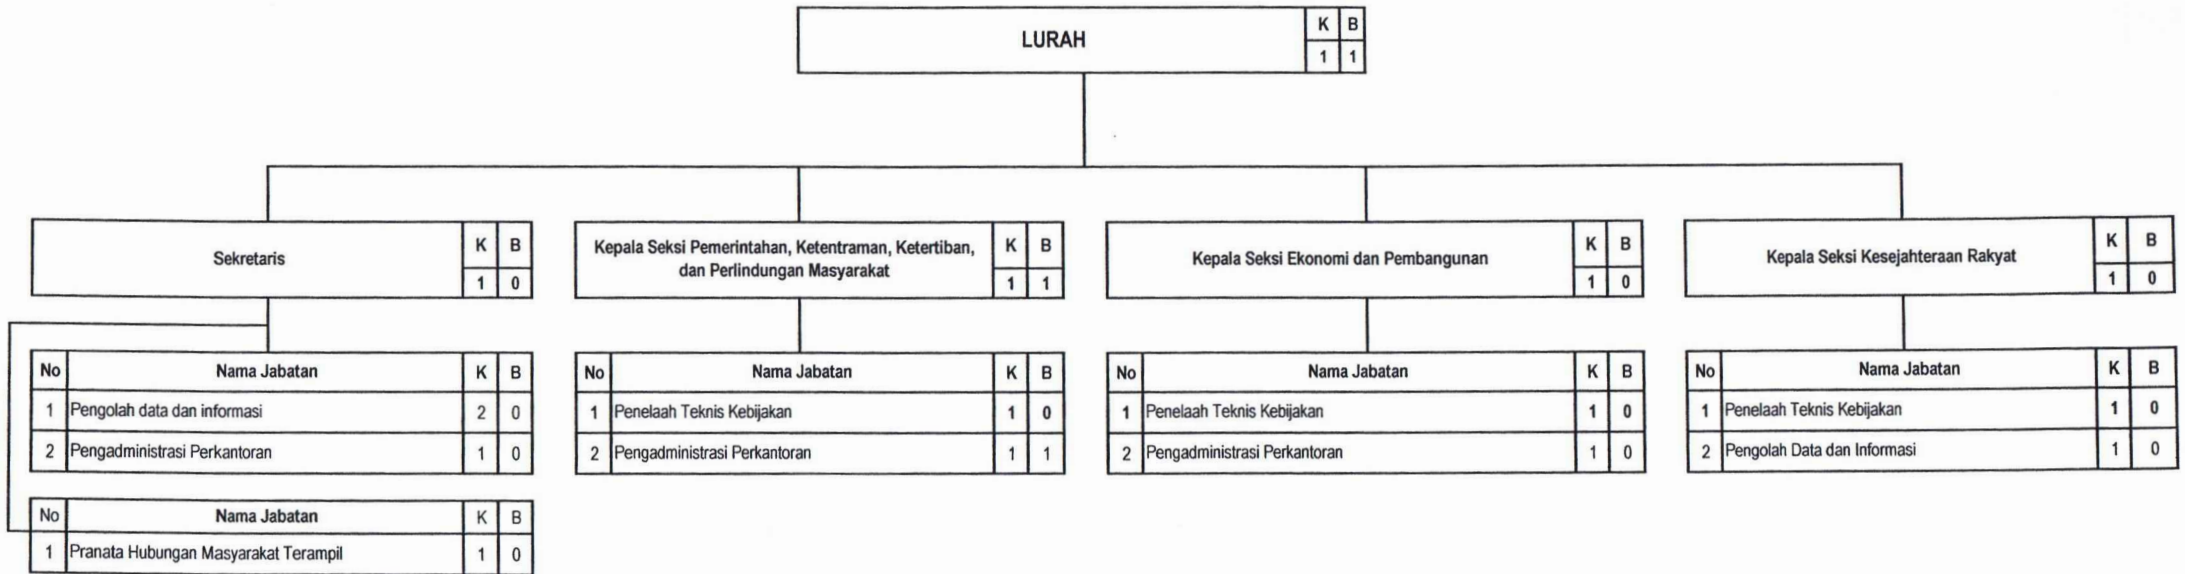 LURAH K B
1 1
Sekretaris K B
1 0
Kepala Seksi Pemerintahan, Ketentraman, Ketertiban,
dan Perlindungan Masyarakat K B
1 1
Kepala Seksi Ekonomi dan Pembangunan K B
1 0
Kepala Seksi Kesejahteraan Rakyat K B
1 0
No Nama Jabatan K B
1 Pengolah data dan informasi 2 0
2 Pengadministrasi Perkantoran 1 0
No Nama Jabatan K B
1 Pranata Hubungan Masyarakat Terampil 1 0
No Nama Jabatan K B
1 Penelaah Teknis Kebijakan 1 0
2 Pengadministrasi Perkantoran 1 1
No Nama Jabatan K B
1 Penelaah Teknis Kebijakan 1 0
2 Pengadministrasi Perkantoran 1 0
No Nama Jabatan K B
1 Penelaah Teknis Kebijakan 1 0
2 Pengolah Data dan Informasi 1 0